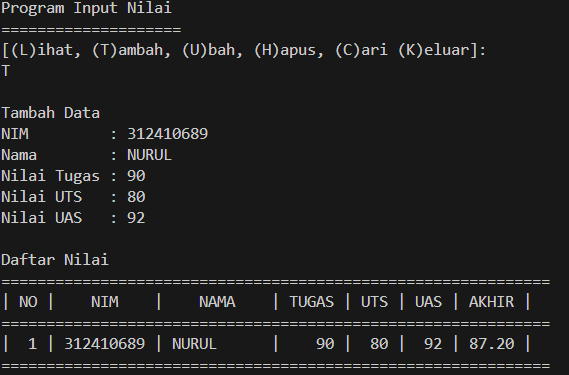 Program Input Nilai
====================
[(L)ihat, (T)ambah, (U)bah, (H)apus, (C)ari (K)eluar]:
T
Tambah Data
NIM          : 312410689
Nama         : NURUL
Nilai Tugas : 90
Nilai UTS   : 80
Nilai UAS   : 92
Daftar Nilai
=============================================================
| NO |    NIM    |    NAMA    | TUGAS | UTS | UAS | AKHIR |
=============================================================
|  1 | 312410689 | NURUL      |    90 |  80 |  92 | 87.20 |
=============================================================